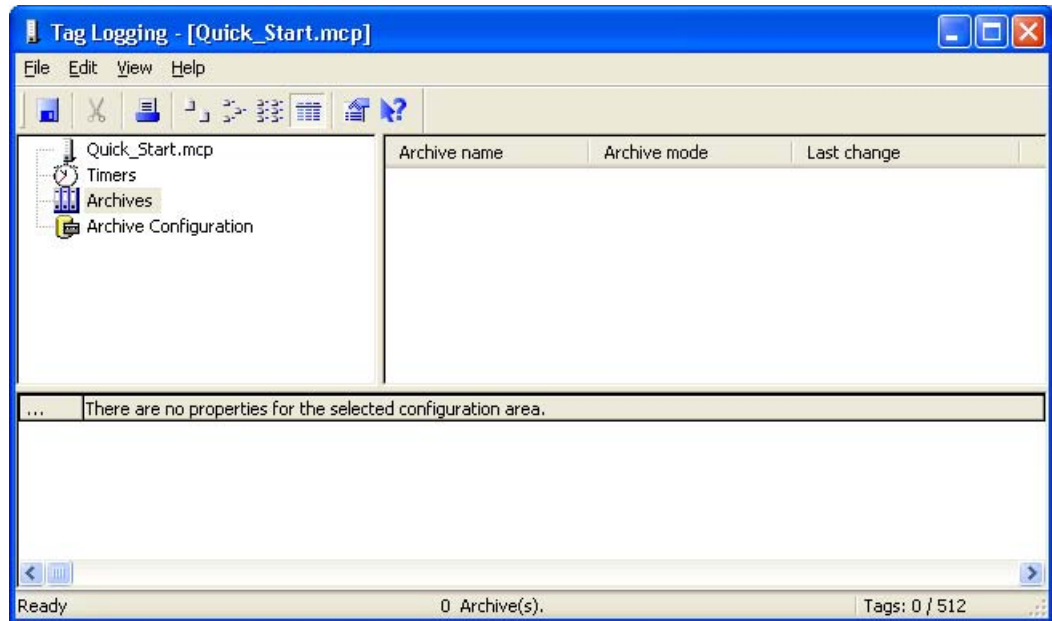 Tag Logging - [Quick_Start.mcp]
File Edit View Help
Quick_Start.mcp
Timers
Archives
Archive Configuration
Archive name Archive mode Last change
... There are no properties for the selected configuration area.
Ready 0 Archive(s). Tags: 0 / 512